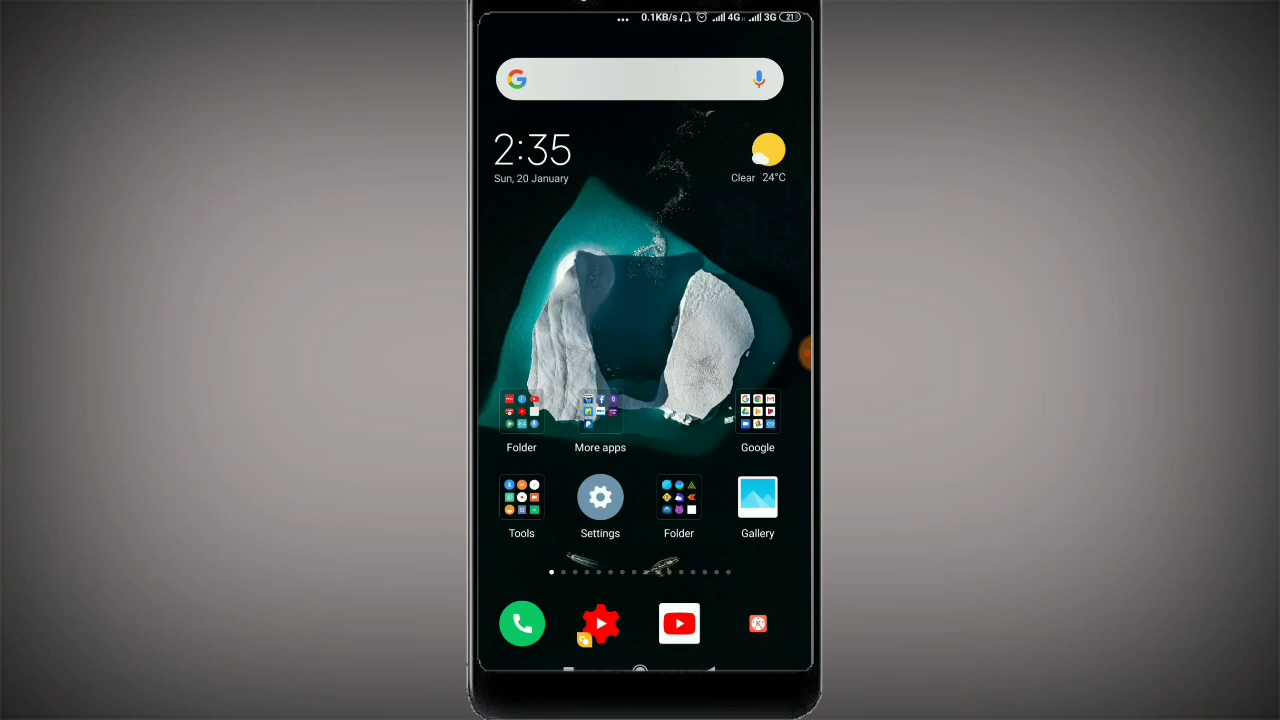 ... 0.1KB/s 4G 3G 21
2:35
Sun, 20 January
Clear 24°C
Folder
More apps
Google
Tools
Settings
Folder
Gallery